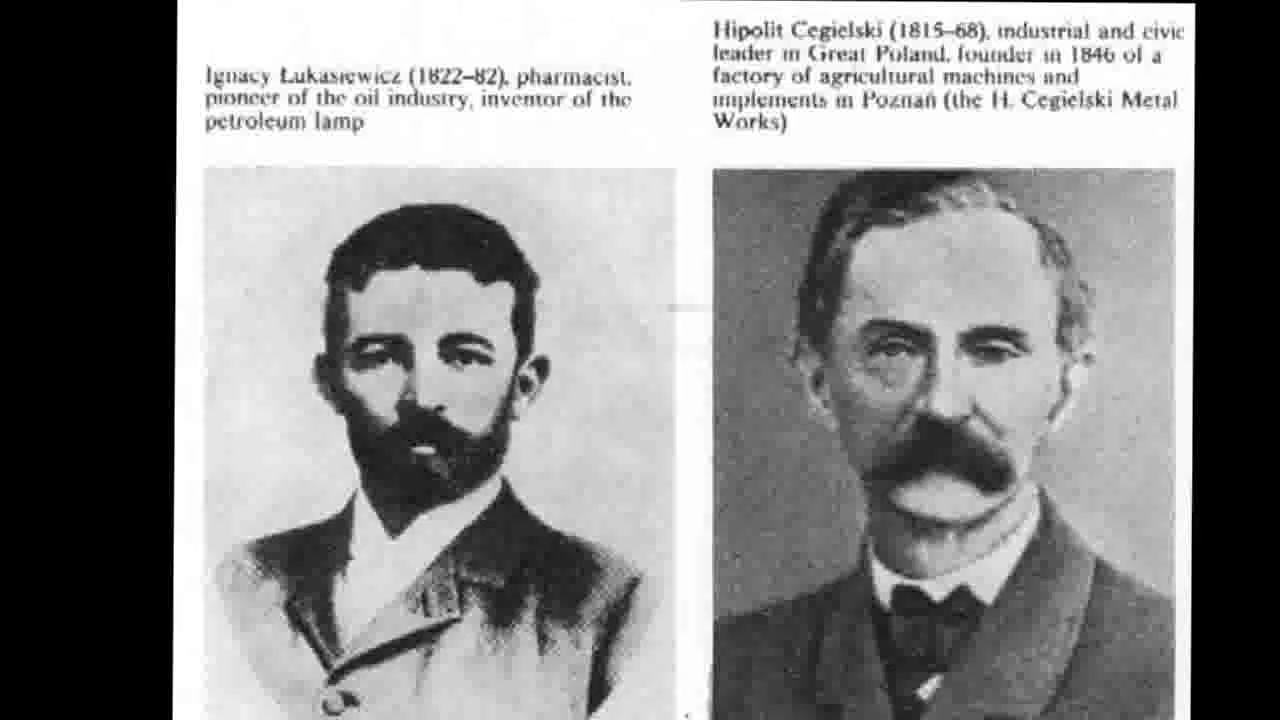 Ignacy Łukasiewicz (1822–82), pharmacist,
pioneer of the oil industry, inventor of the
petroleum lamp
Hipolit Cegielski (1815–68), industrial and civic
leader in Great Poland, founder in 1846 of a
factory of agricultural machines and
implements in Poznań (the H. Cegielski Metal
Works)